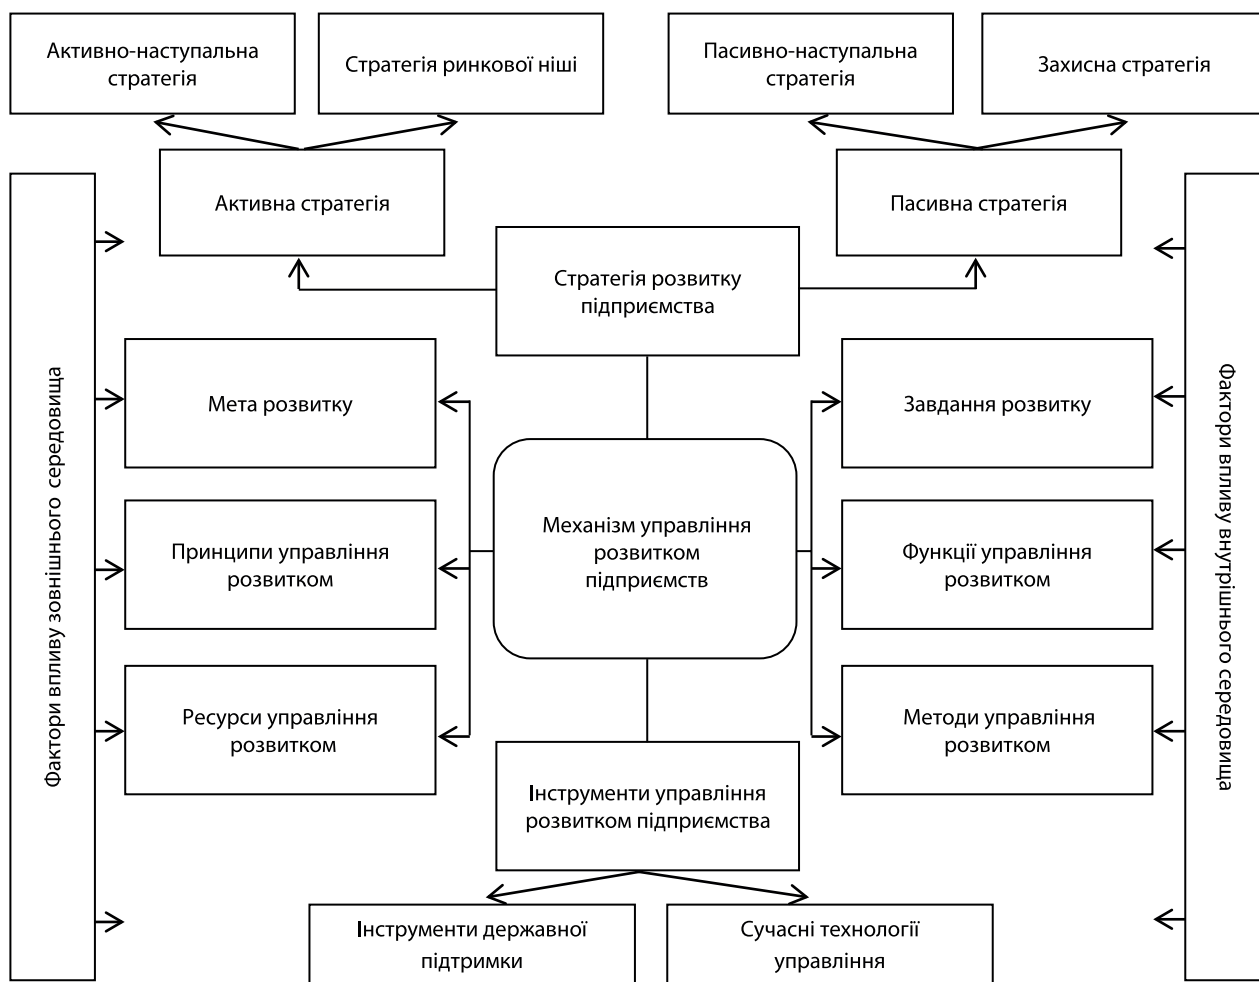 Активно-наступальна
стратегія
Стратегія ринкової ніші
Пасивно-наступальна
стратегія
Захисна стратегія
Активна стратегія
Пасивна стратегія
Стратегія розвитку
підприємства
Фактори впливу зовнішнього середовища
Мета розвитку
Завдання розвитку
Фактори впливу внутрішнього середовища
Принципи управління
розвитком
Механізм управління
розвитком
підприємств
Функції управління
розвитком
Ресурси управління
розвитком
Методи управління
розвитком
Інструменти управління
розвитком підприємства
Інструменти державної
підтримки
Сучасні технології
управління